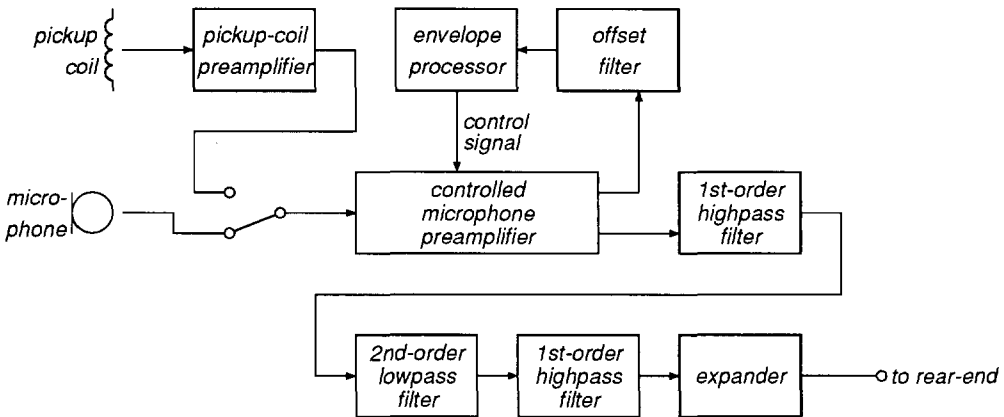 pickup
coil
pickup-coil
preamplifier
envelope
processor
offset
filter
control
signal
micro-
phone
controlled
microphone
preamplifier
1st-order
highpass
filter
2nd-order
lowpass
filter
1st-order
highpass
filter
expander
to rear-end